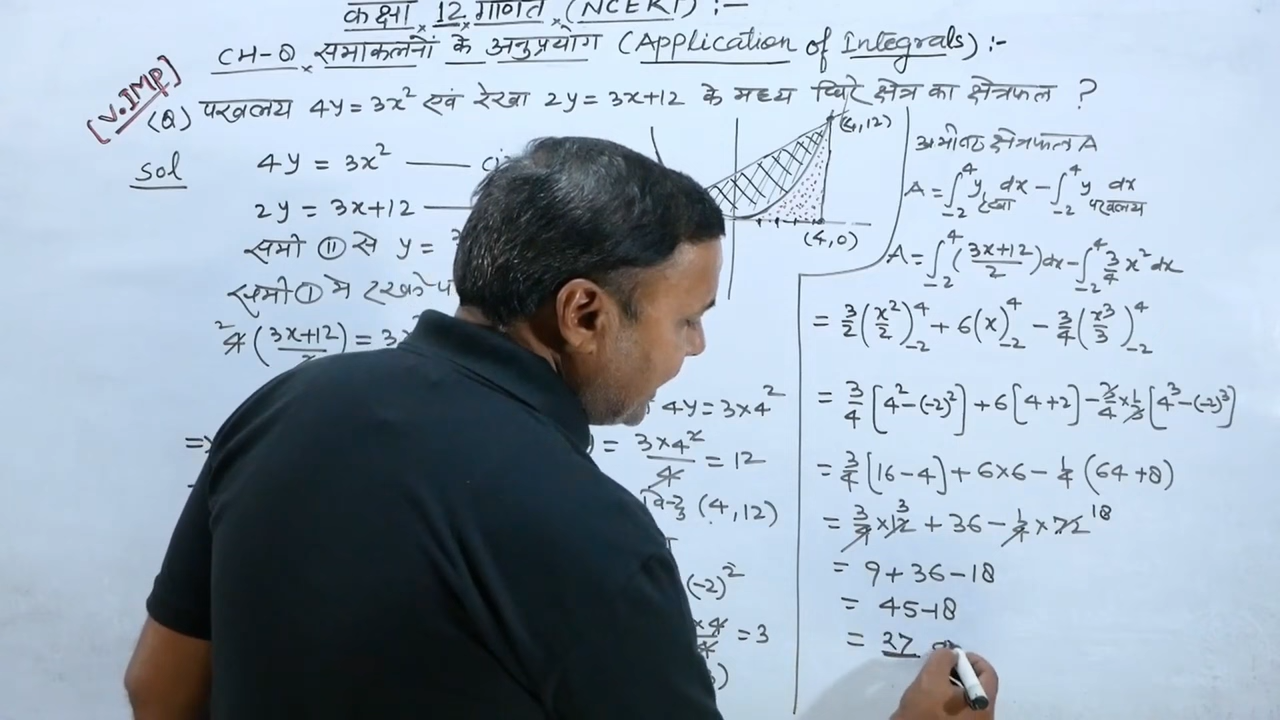 कक्षा 12 गणित (NCERT) :-
CH-8 समाकलनों के अनुप्रयोग (Application of Integrals) :-
[V.IMP]
(Q) परवलय 4y = 3x² एवं रेखा 2y = 3x+12 के मध्य घिरे क्षेत्र का क्षेत्रफल ?
Sol
4y = 3x² —
2y = 3x+12 —
समी (II) से y =
समी (I) में रखने
²4(3x+12/2) = 3x
=>
4y = 3×4²
= 3×4²/4 = 12
(4,12)
(-2)²
= 3
(4,12)
(4,0)
अभीष्ट क्षेत्रफल A
A = ∫₋₂⁴ y dx रेखा - ∫₋₂⁴ y dx परवलय
A = ∫₋₂⁴ (3x+12/2) dx - ∫₋₂⁴ 3/4 x² dx
= 3/2 (x²/2)₋₂⁴ + 6(x)₋₂⁴ - 3/4 (x³/3)₋₂⁴
= 3/4 [4²-(-2)²] + 6[4+2] - 3/4 × 1/3 [4³-(-2)³]
= 3/4 [16-4] + 6×6 - 1/4 (64+8)
= 3/4 × 12 3 + 36 - 1/4 × 72 18
= 9+36-18
= 45-18
= 27